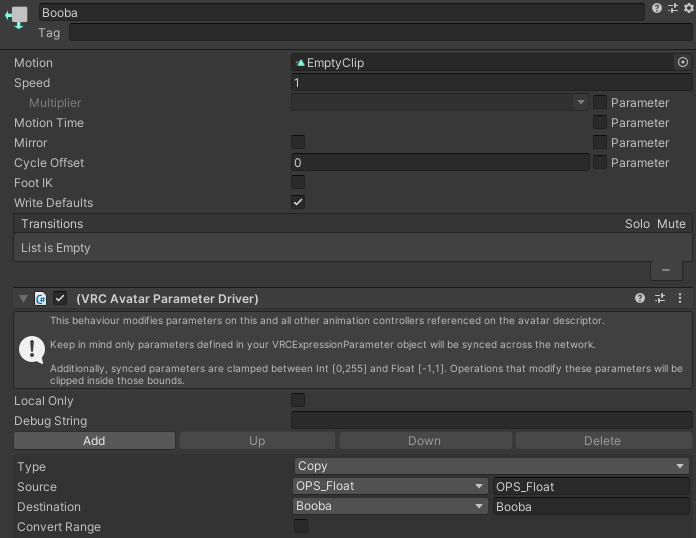 Booba
Tag
Motion EmptyClip
Speed 1
Multiplier Parameter
Motion Time Parameter
Mirror Parameter
Cycle Offset 0 Parameter
Foot IK
Write Defaults
Transitions Solo Mute
List is Empty
(VRC Avatar Parameter Driver)
This behaviour modifies parameters on this and all other animation controllers referenced on the avatar descriptor.
Keep in mind only parameters defined in your VRCExpressionParameter object will be synced across the network.
Additionally, synced parameters are clamped between Int [0,255] and Float [-1,1]. Operations that modify these parameters will be
clipped inside those bounds.
Local Only
Debug String
Add Up Down Delete
Type Copy
Source OPS_Float OPS_Float
Destination Booba Booba
Convert Range